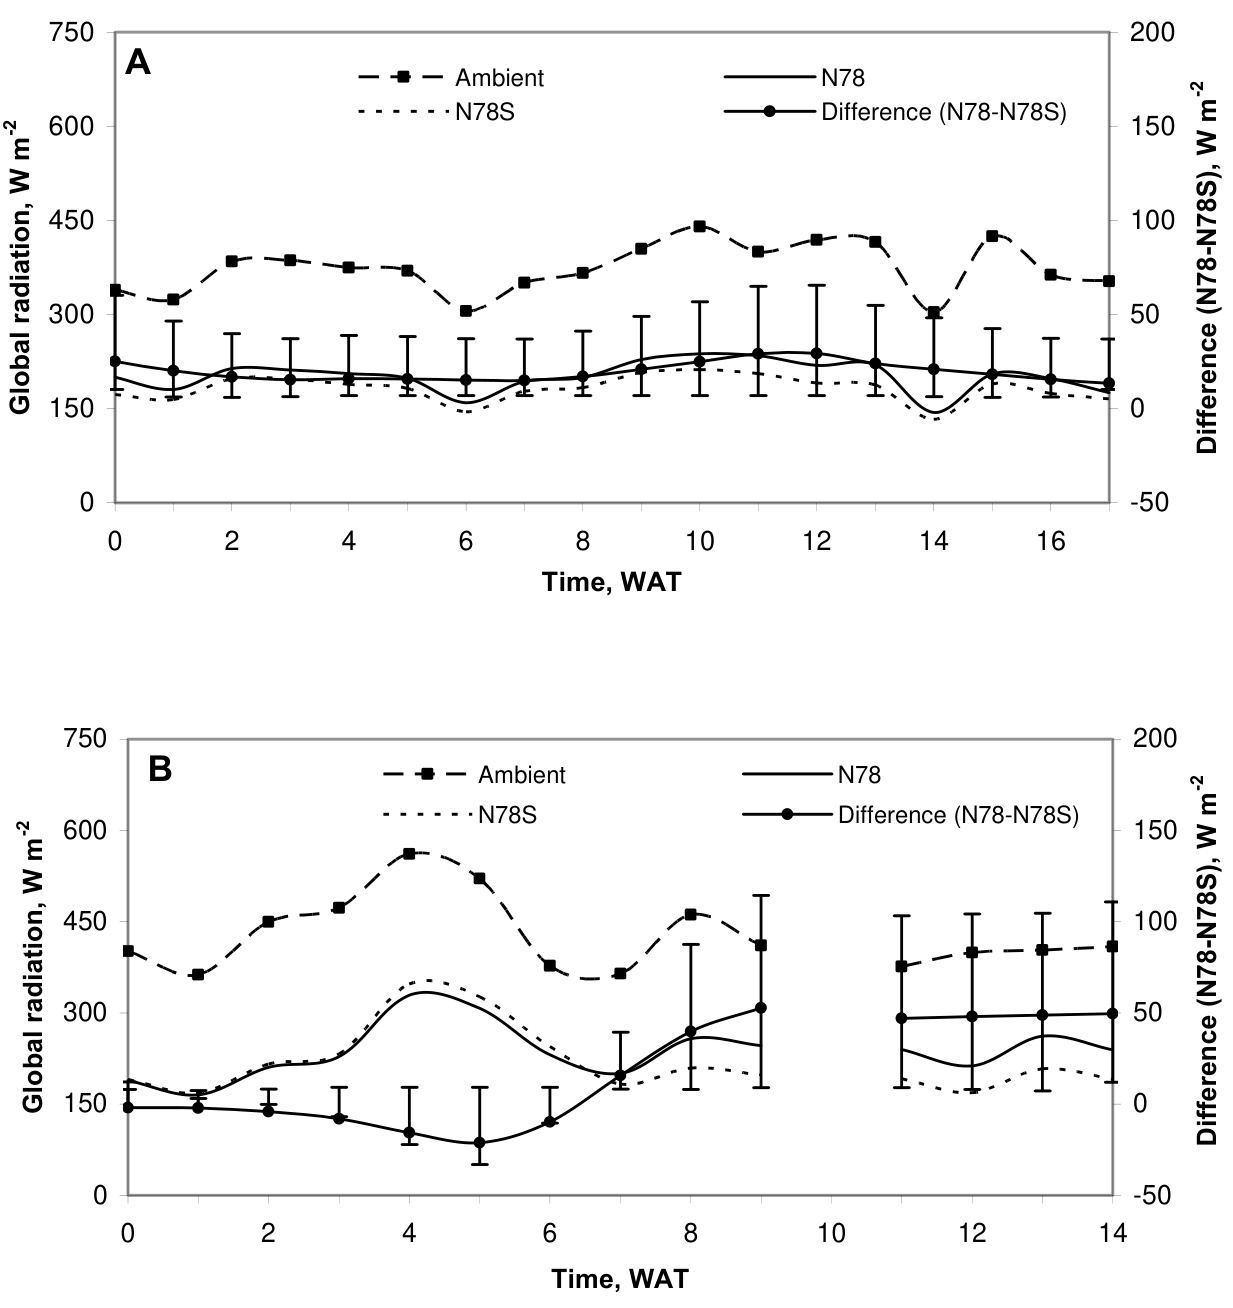 A
Ambient
N78
N78S
Difference (N78-N78S)
750
600
450
300
150
0
200
150
100
50
0
-50
Global radiation, W m-2
Difference (N78-N78S), W m-2
0 2 4 6 8 10 12 14 16
Time, WAT
B
Ambient
N78
N78S
Difference (N78-N78S)
750
600
450
300
150
0
200
150
100
50
0
-50
Global radiation, W m-2
Difference (N78-N78S), W m-2
0 2 4 6 8 10 12 14
Time, WAT